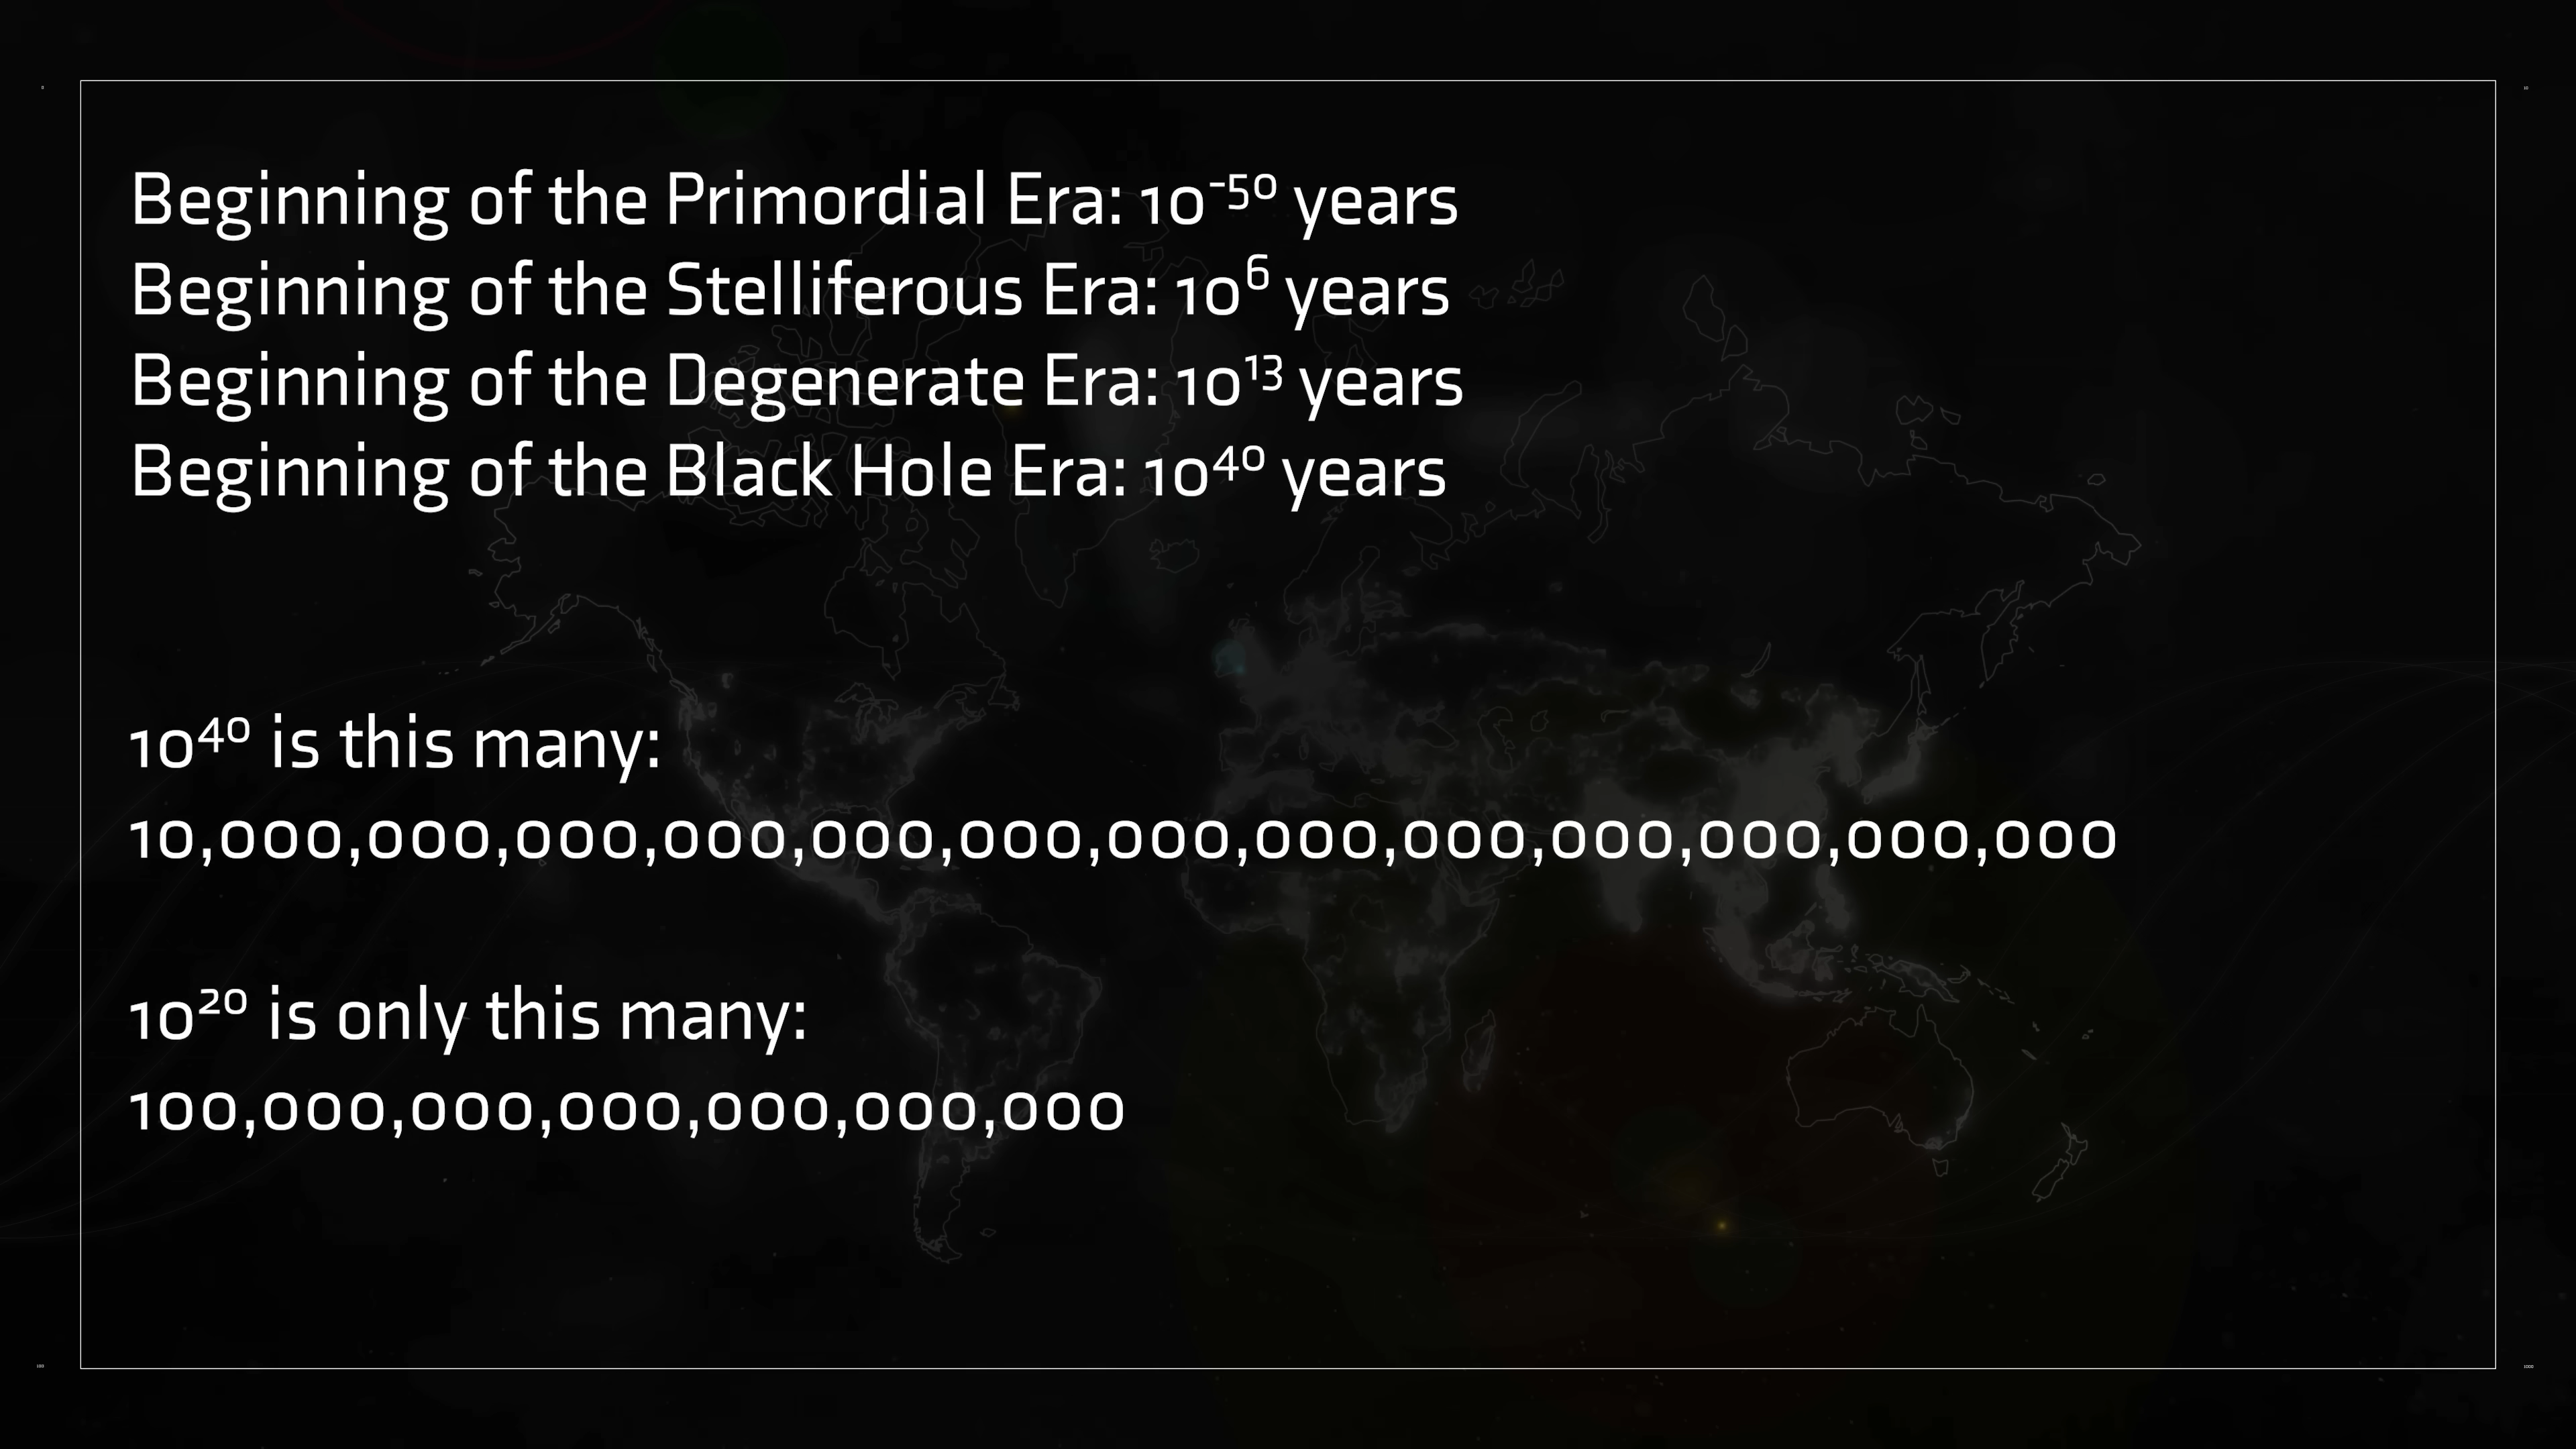 Beginning of the Primordial Era: 10⁻⁵⁰ years
Beginning of the Stelliferous Era: 10⁶ years
Beginning of the Degenerate Era: 10¹³ years
Beginning of the Black Hole Era: 10⁴⁰ years
10⁴⁰ is this many:
10,000,000,000,000,000,000,000,000,000,000,000,000,000
10²⁰ is only this many:
100,000,000,000,000,000,000